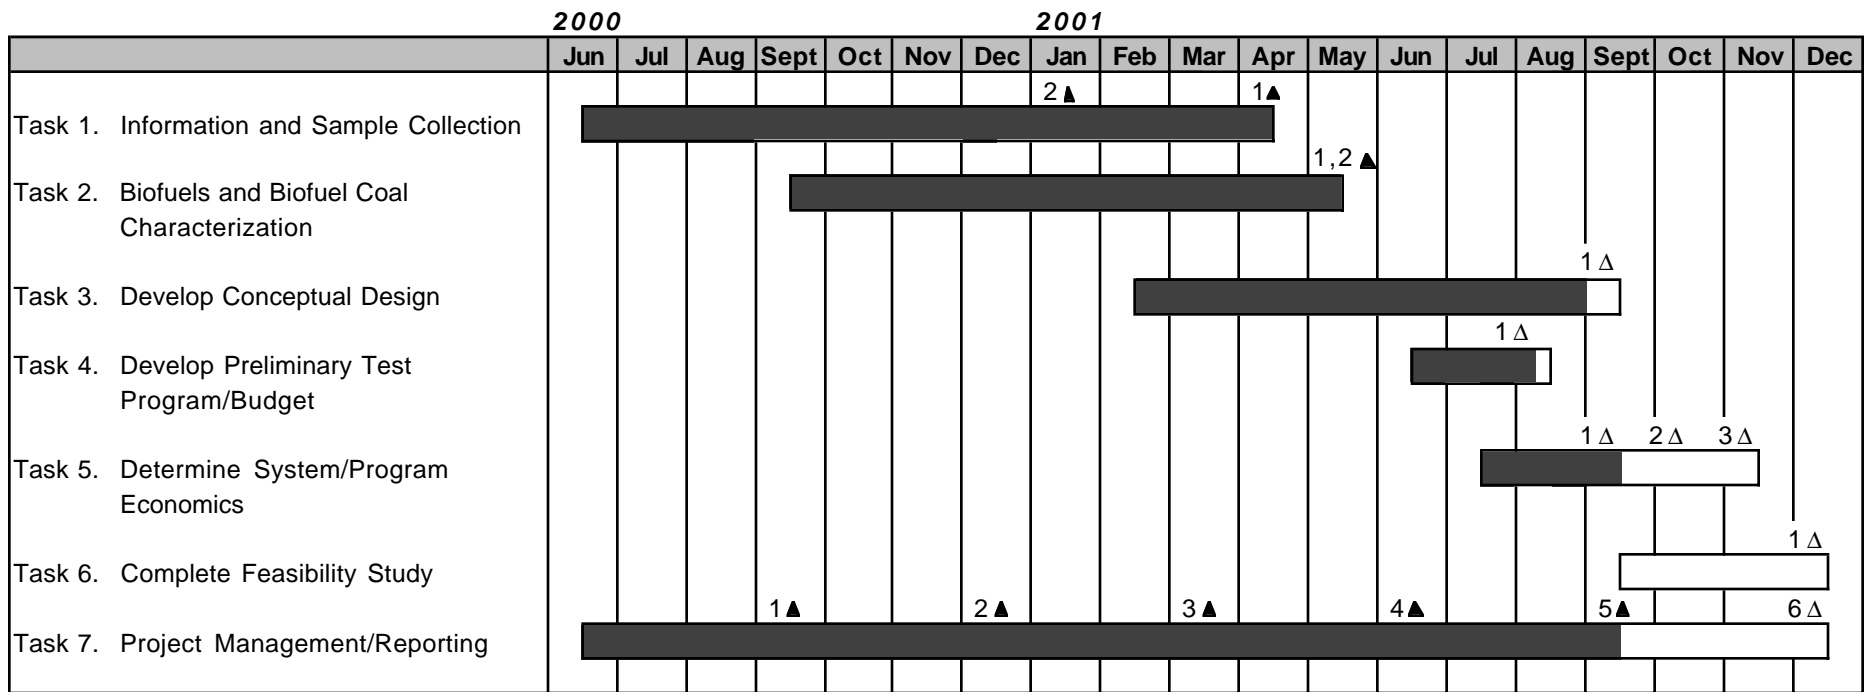 2000 2001
Jun Jul Aug Sept Oct Nov Dec Jan Feb Mar Apr May Jun Jul Aug Sept Oct Nov Dec
2▲ 1▲
Task 1. Information and Sample Collection
1,2 ▲
Task 2. Biofuels and Biofuel Coal
Characterization
1 Δ
Task 3. Develop Conceptual Design
1 Δ
Task 4. Develop Preliminary Test
Program/Budget
1 Δ 2 Δ 3 Δ
Task 5. Determine System/Program
Economics
1 Δ
Task 6. Complete Feasibility Study
1▲ 2▲ 3▲ 4▲ 5▲ 6 Δ
Task 7. Project Management/Reporting